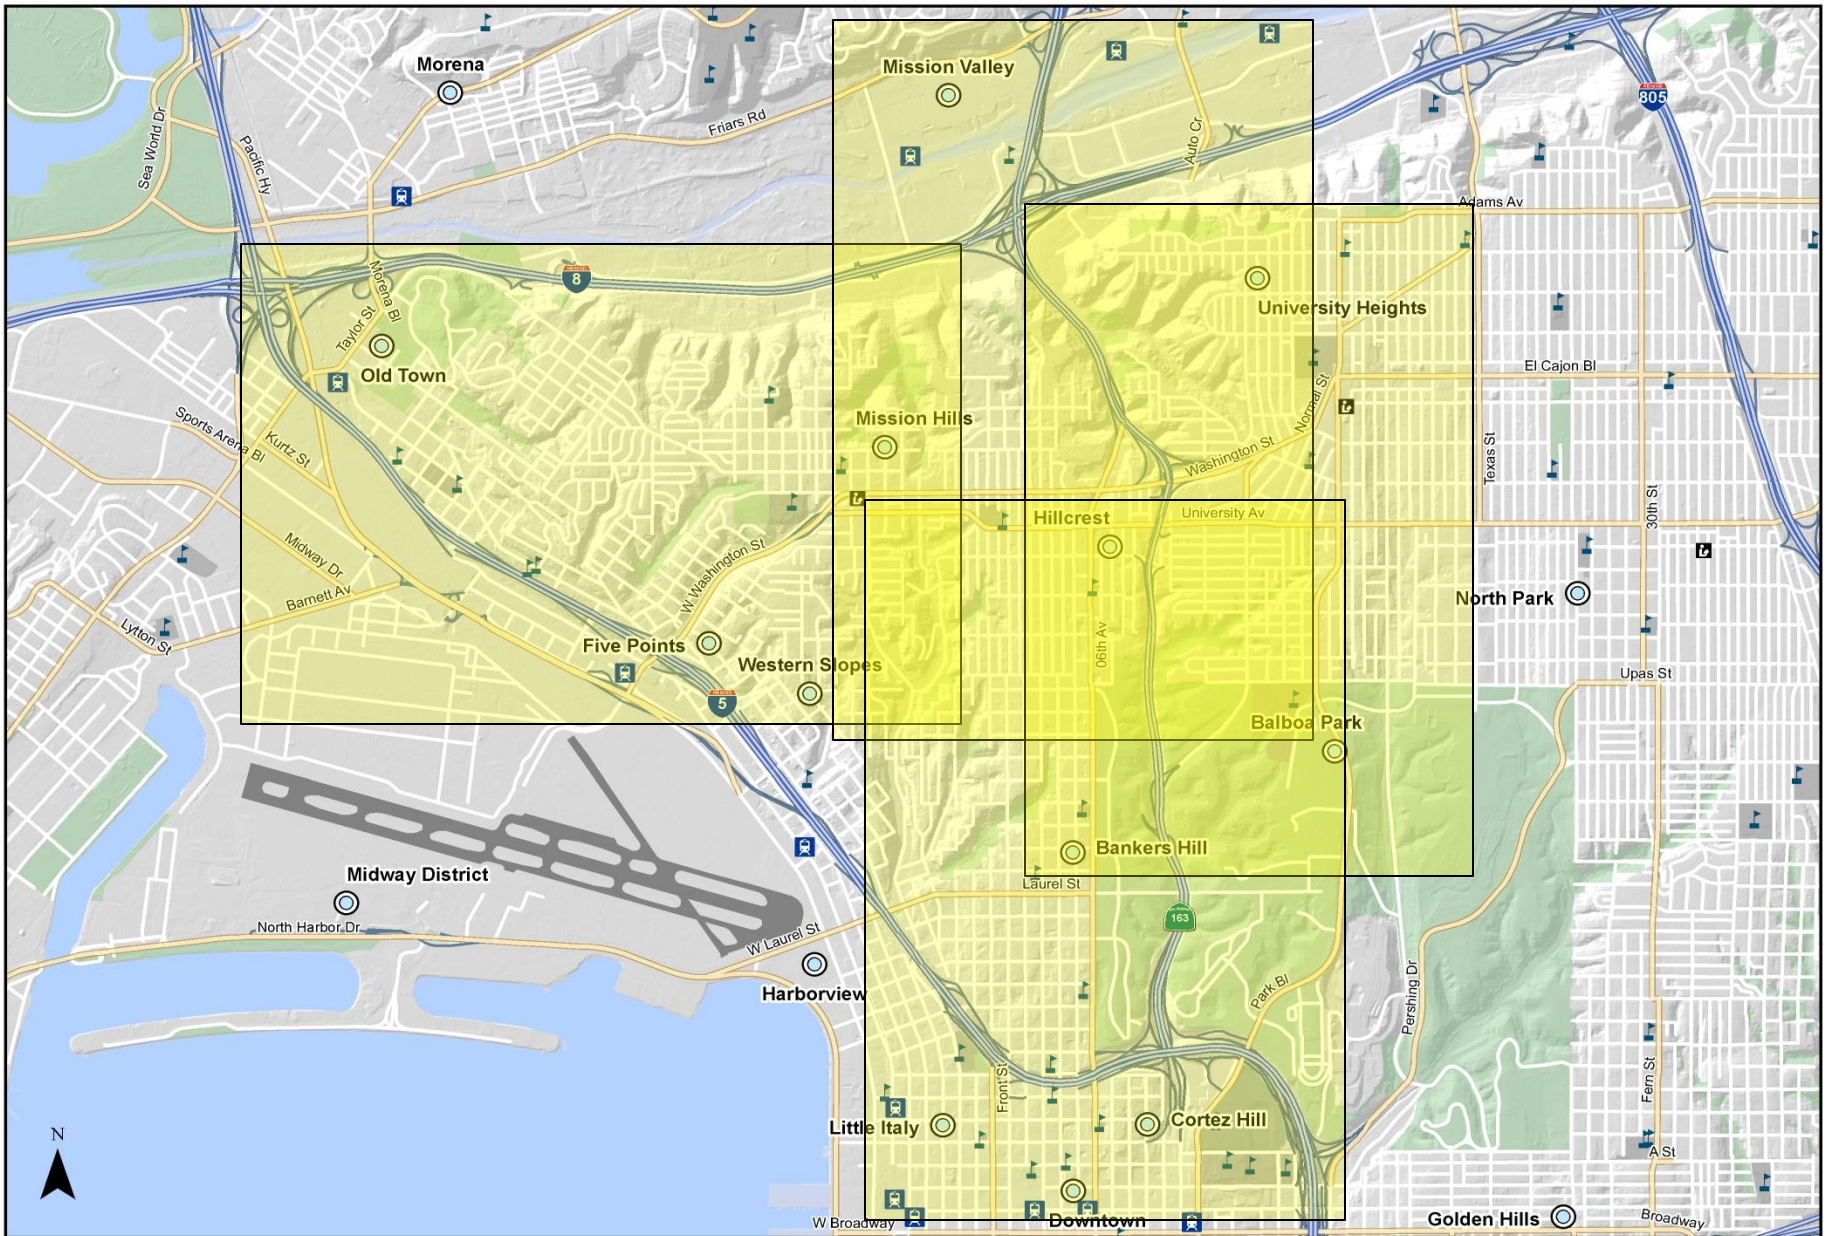 Morena
Mission Valley
805
Friars Rd
Sea World Dr
Pacific Hy
Auto Cr
Adams Av
8
Morena Bl
Taylor St
Old Town
University Heights
El Cajon Bl
Mission Hills
Normal St
Sports Arena Bl
Kurtz St
Washington St
Texas St
30th St
University Av
Hillcrest
Midway Dr
W Washington St
Barnett Av
North Park
Lytton St
Five Points
06th Av
Western Slopes
Upas St
5
Balboa Park
Bankers Hill
Midway District
Laurel St
163
North Harbor Dr
W Laurel St
Harborview
Park Bl
Pershing Dr
Front St
Fern St
Little Italy
Cortez Hill
N
A St
Downtown
W Broadway
Golden Hills
Broadway